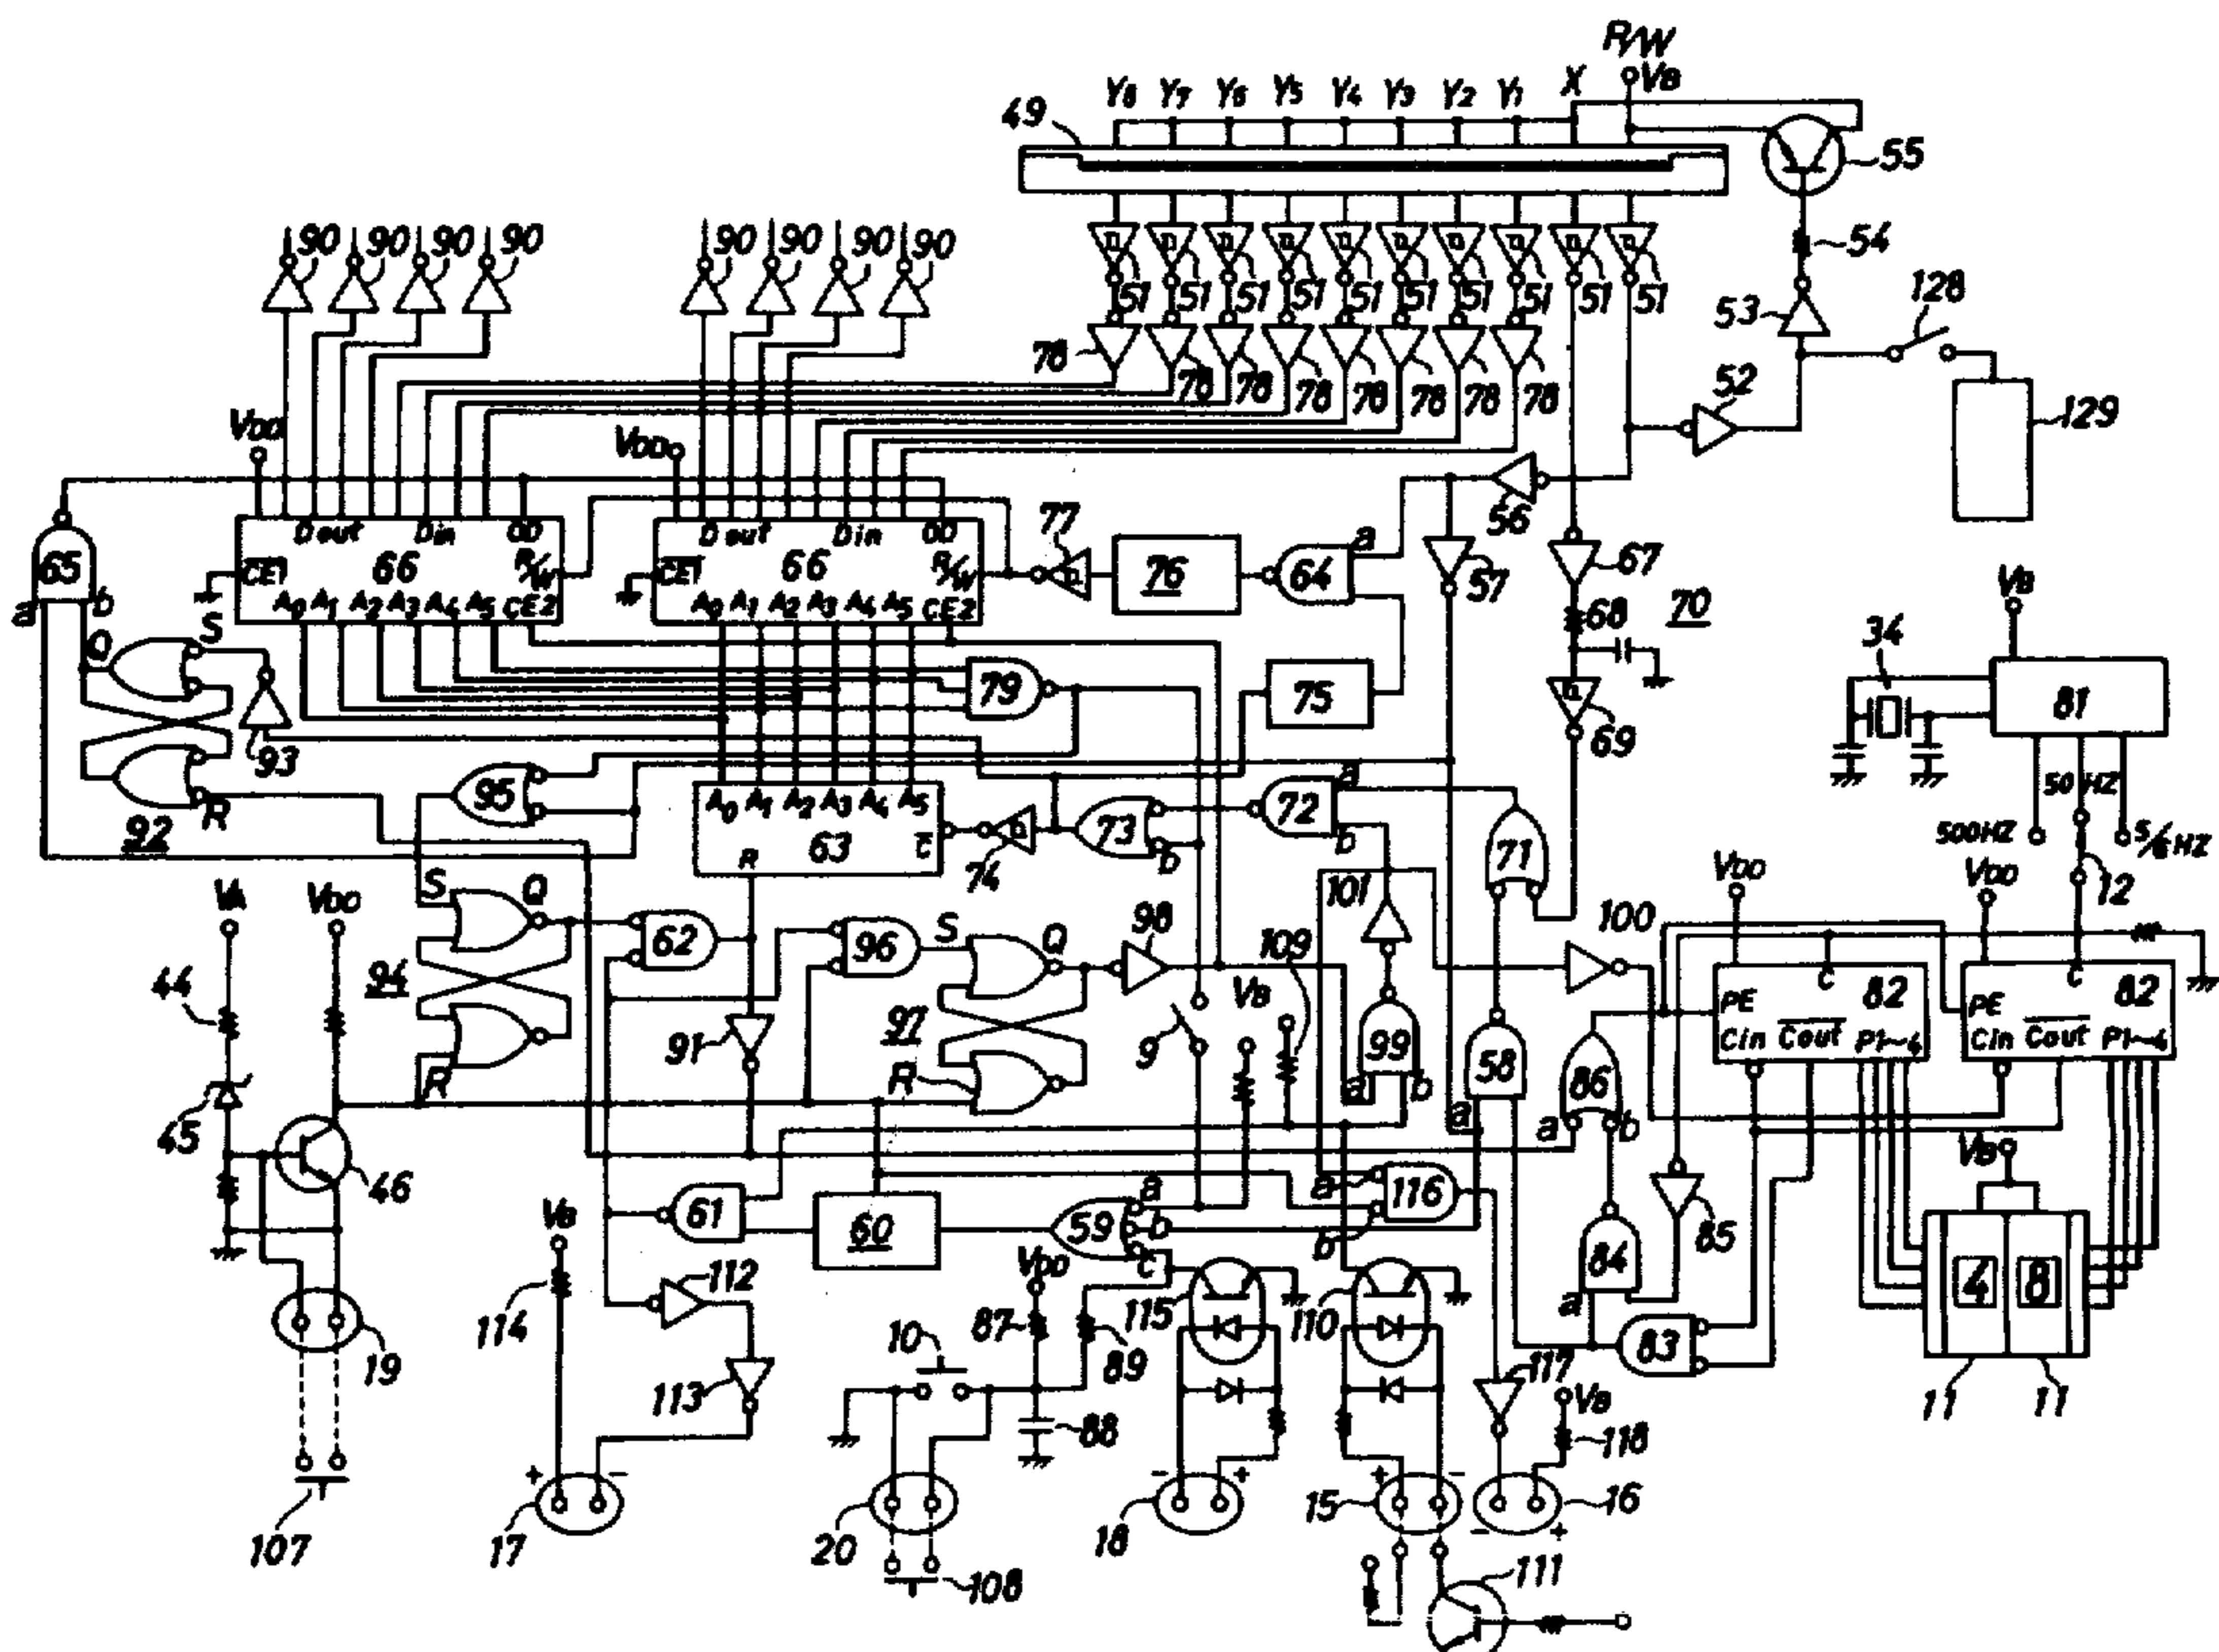 R/W
Y8 Y7 Y6 Y5 Y4 Y3 Y2 Y1 X VB
49
55
90 90 90 90 90 90 90 90
51 51 51 51 51 51 51 51 51 51
54
53
128
78 78 78 78 78 78 78 78
52
129
VDD VDD
56
Dout Din OD Dout Din OD
77
65 CE1 66 R/W CE1 66 R/W 76 64 a 57 67
a b A0 A1 A2 A3 A4 A5 CE2 A0 A1 A2 A3 A4 A5 CE2
68 70 VB
34
S
Q
79 75 81
93 69
50HZ
95 A0 A1 A2 A3 A4 A5 72 a
R 73 b 500HZ 5/6HZ
92 63 C̄ b 71
R 74 12
VA VDD 101 VDD VDD
S Q 100
62 96 S Q 98 109
94 C 82 C 82
44 97 VB PE PE
91 9 99 58 Cin Cout P1~4 Cin Cout P1~4
R R a b 86
45 a a b VB
46
a 116 85
61 60 59 a b c b
VB VDD 84 4 8
112 115 110 a 83
114 87 10 89 117
19 113 VB 11 11
88 118
+ - - + + - - +
107 17 20 18 15 16
108 111